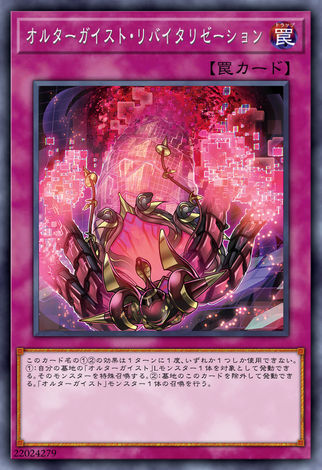 オルターガイスト・リバイタリゼーション
トラップ
罠
【罠カード】
このカード名の①②の効果は1ターンに1度、いずれか1つしか使用できない。
①:自分の墓地の「オルターガイスト」Lモンスター1体を対象として発動でき
る。そのモンスターを特殊召喚する。②:墓地のこのカードを除外して発動でき
る。「オルターガイスト」モンスター1体の召喚を行う。
22024279